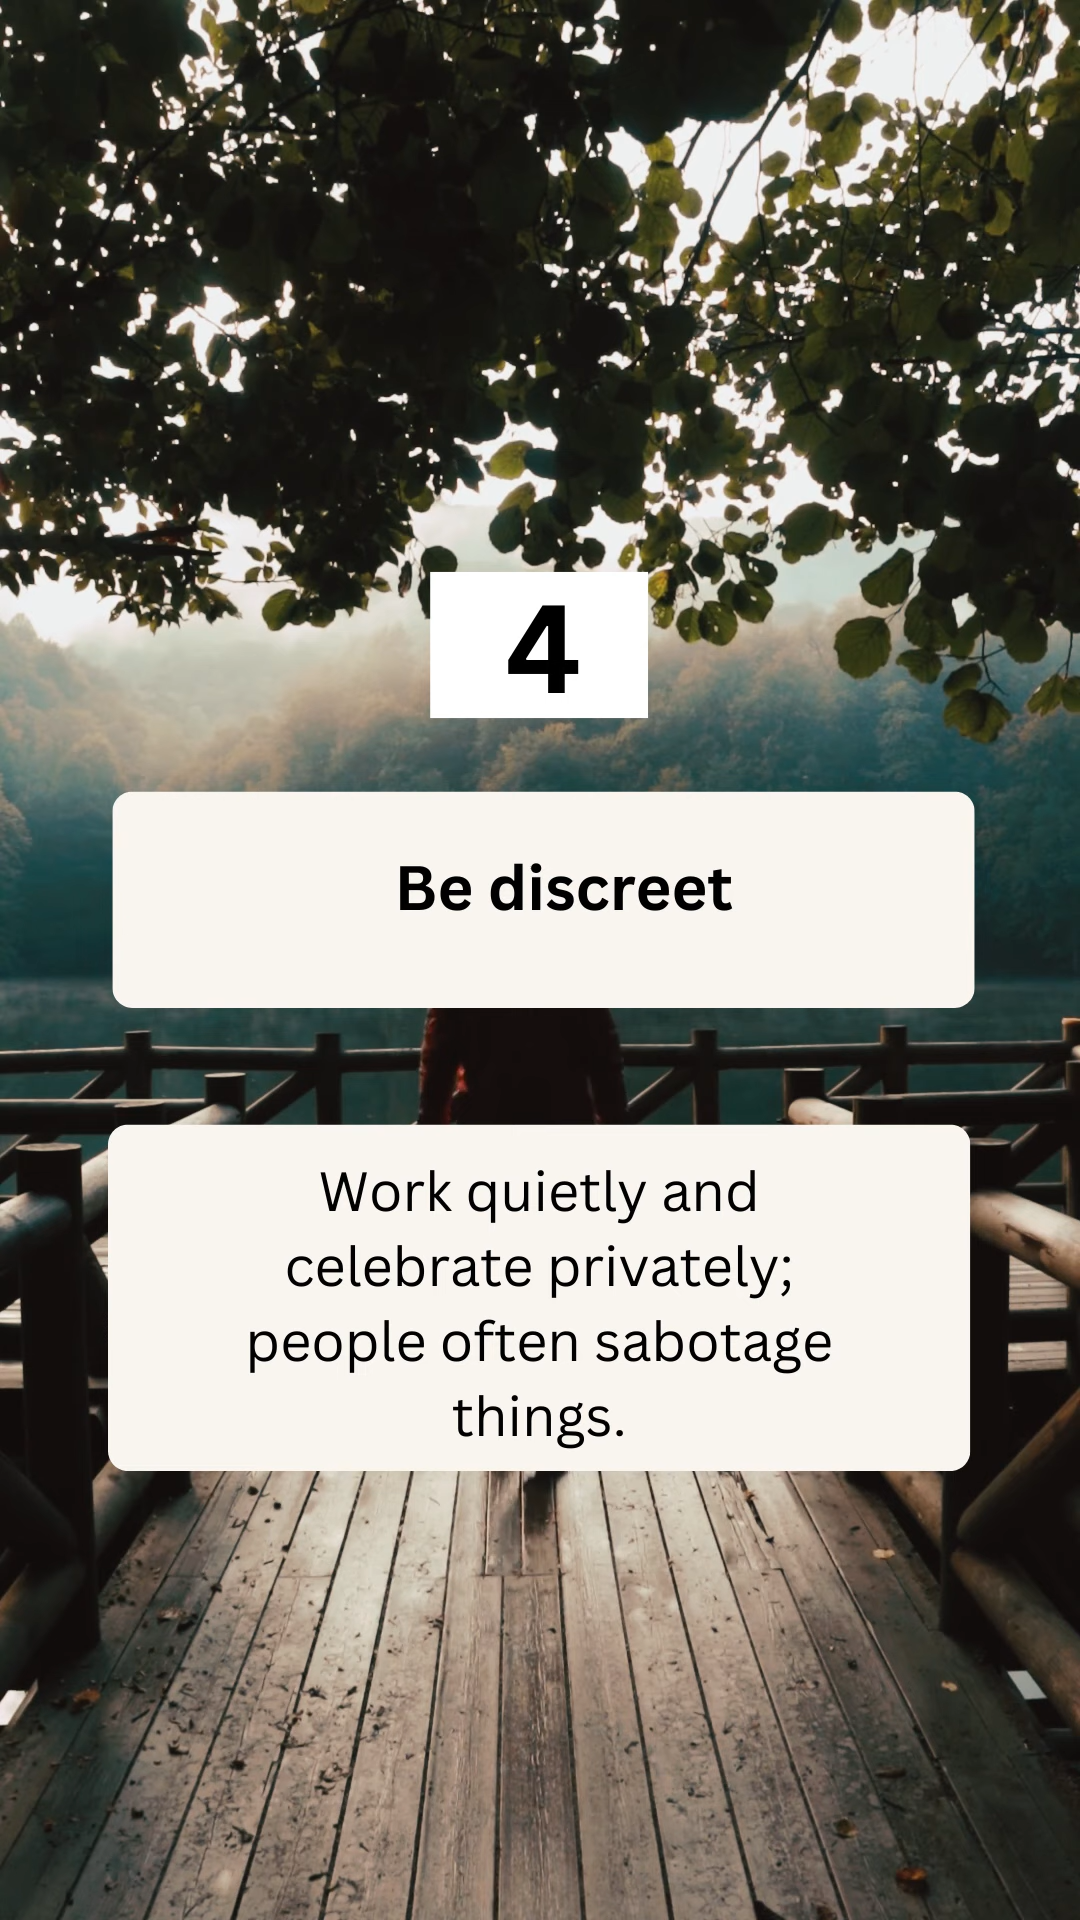 4
Be discreet
Work quietly and
celebrate privately;
people often sabotage
things.